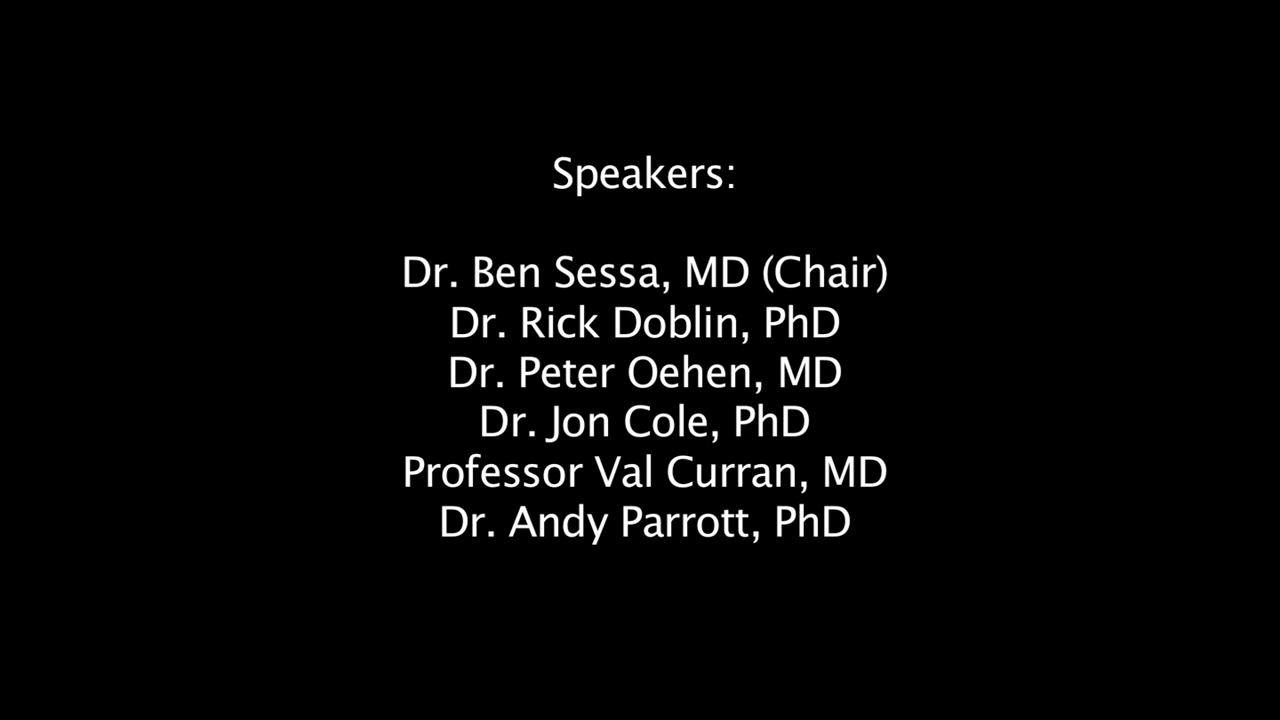 Speakers:
Dr. Ben Sessa, MD (Chair)
Dr. Rick Doblin, PhD
Dr. Peter Oehen, MD
Dr. Jon Cole, PhD
Professor Val Curran, MD
Dr. Andy Parrott, PhD